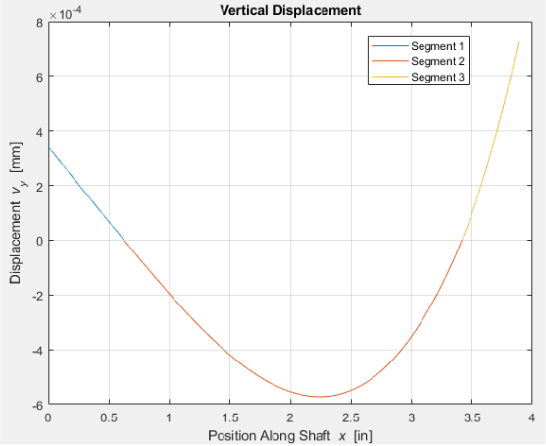 Vertical Displacement
×10⁻⁴
8
6
4
2
0
-2
-4
-6
Displacement v_y [mm]
Segment 1
Segment 2
Segment 3
0 0.5 1 1.5 2 2.5 3 3.5 4
Position Along Shaft x [in]